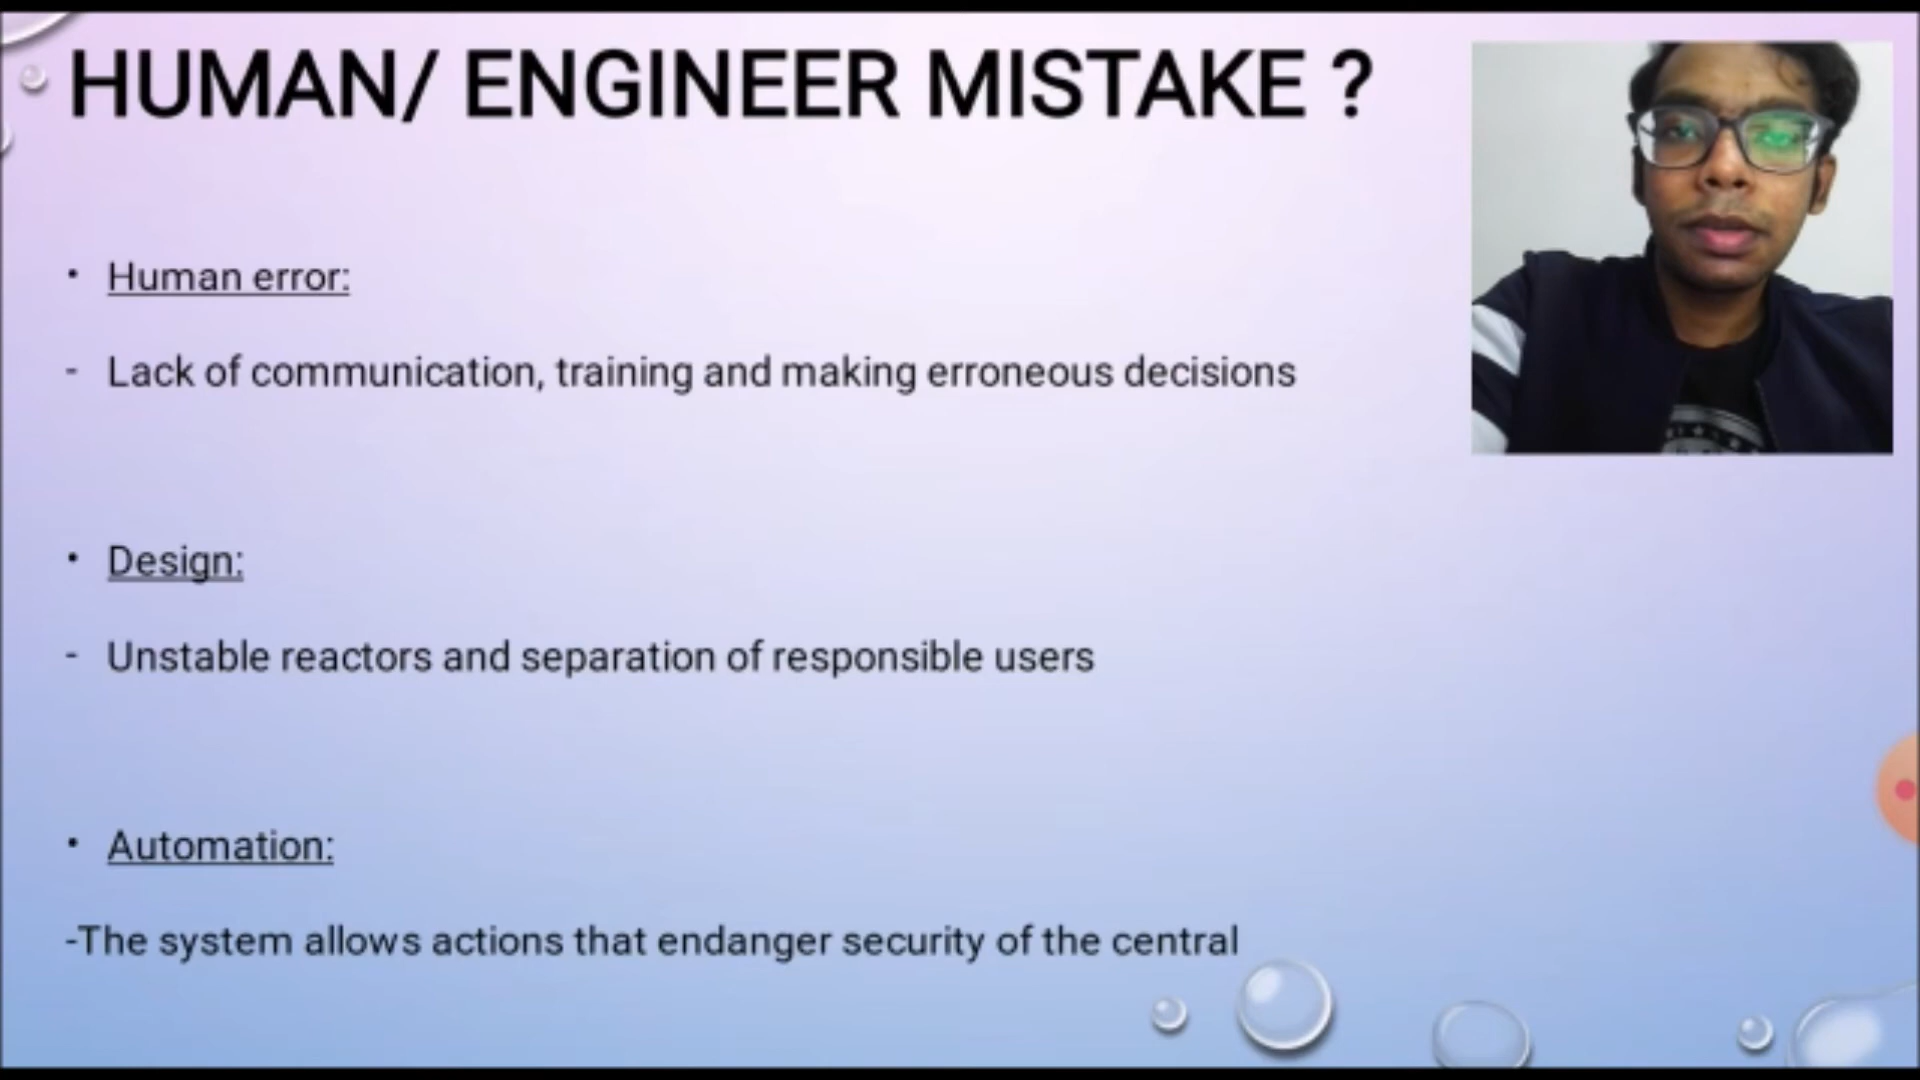 HUMAN/ ENGINEER MISTAKE ?
• Human error:
- Lack of communication, training and making erroneous decisions
• Design:
- Unstable reactors and separation of responsible users
• Automation:
-The system allows actions that endanger security of the central